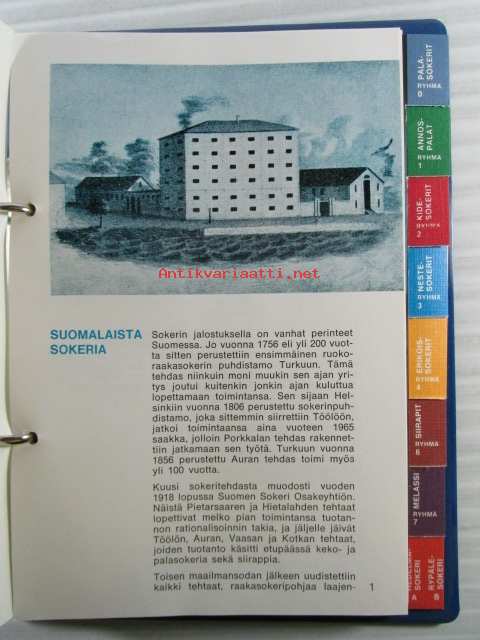 Antikvariaatti.net
SUOMALAISTA
SOKERIA
Sokerin jalostuksella on vanhat perinteet
Suomessa. Jo vuonna 1756 eli yli 200 vuot-
ta sitten perustettiin ensimmäinen ruoko-
raakasokerin puhdistamo Turkuun. Tämä
tehdas niinkuin moni muukin sen ajan yri-
tys joutui kuitenkin jonkin ajan kuluttua
lopettamaan toimintansa. Sen sijaan Hel-
sinkiin vuonna 1806 perustettu sokerinpuh-
distamo, joka sittemmin siirrettiin Töölöön,
jatkoi toimintaansa aina vuoteen 1965
saakka, jolloin Porkkalan tehdas rakennet-
tiin jatkamaan sen työtä. Turkuun vuonna
1856 perustettu Auran tehdas toimi myös
yli 100 vuotta.
Kuusi sokeritehdasta muodosti vuoden
1918 lopussa Suomen Sokeri Osakeyhtiön.
Näistä Pietarsaaren ja Hietalahden tehtaat
lopettivat melko pian toimintansa tuotan-
non rationalisoinnin takia, ja jäljelle jäivät
Töölön, Auran, Vaasan ja Kotkan tehtaat,
joiden tuotanto käsitti etupäässä keko- ja
palasokeria sekä siirappia.
Toisen maailmansodan jälkeen uudistettiin
kaikki tehtaat, raakasokeripohjaa laajen-
1
PALA-
SOKERIT
RYHMÄ
0
ANNOS-
PALAT
RYHMÄ
1
KIDE-
SOKERIT
RYHMÄ
2
NESTE-
SOKERIT
RYHMÄ
3
ERIKOIS-
SOKERIT
RYHMÄ
4
SIIRAPIT
RYHMÄ
6
MELASSI
RYHMÄ
7
SOKERI
A
RYPÄLE-
SOKERI
B